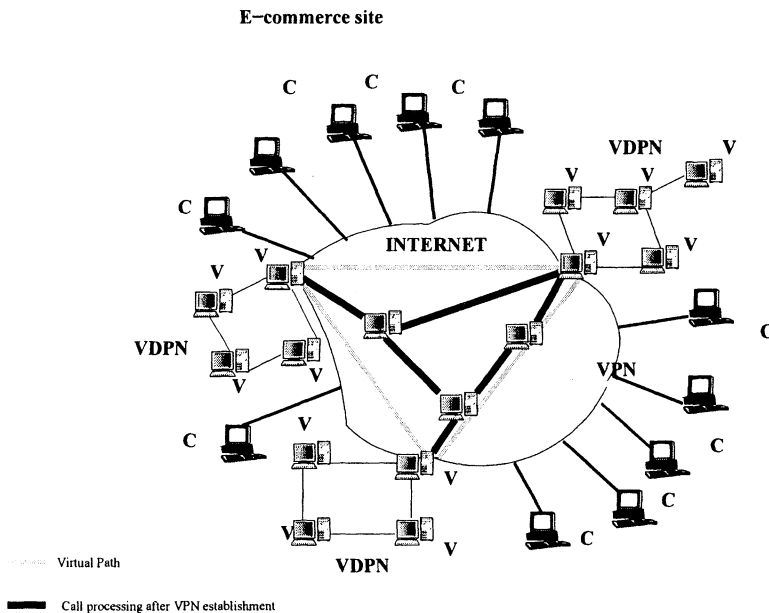 E-commerce site
C
C
C
VDPN
V
V
V
C
INTERNET
V
V
V
V
VDPN
V
V
C
VPN
C
V
C
V
C
V
V
C
VDPN
Virtual Path
Call processing after VPN establishment